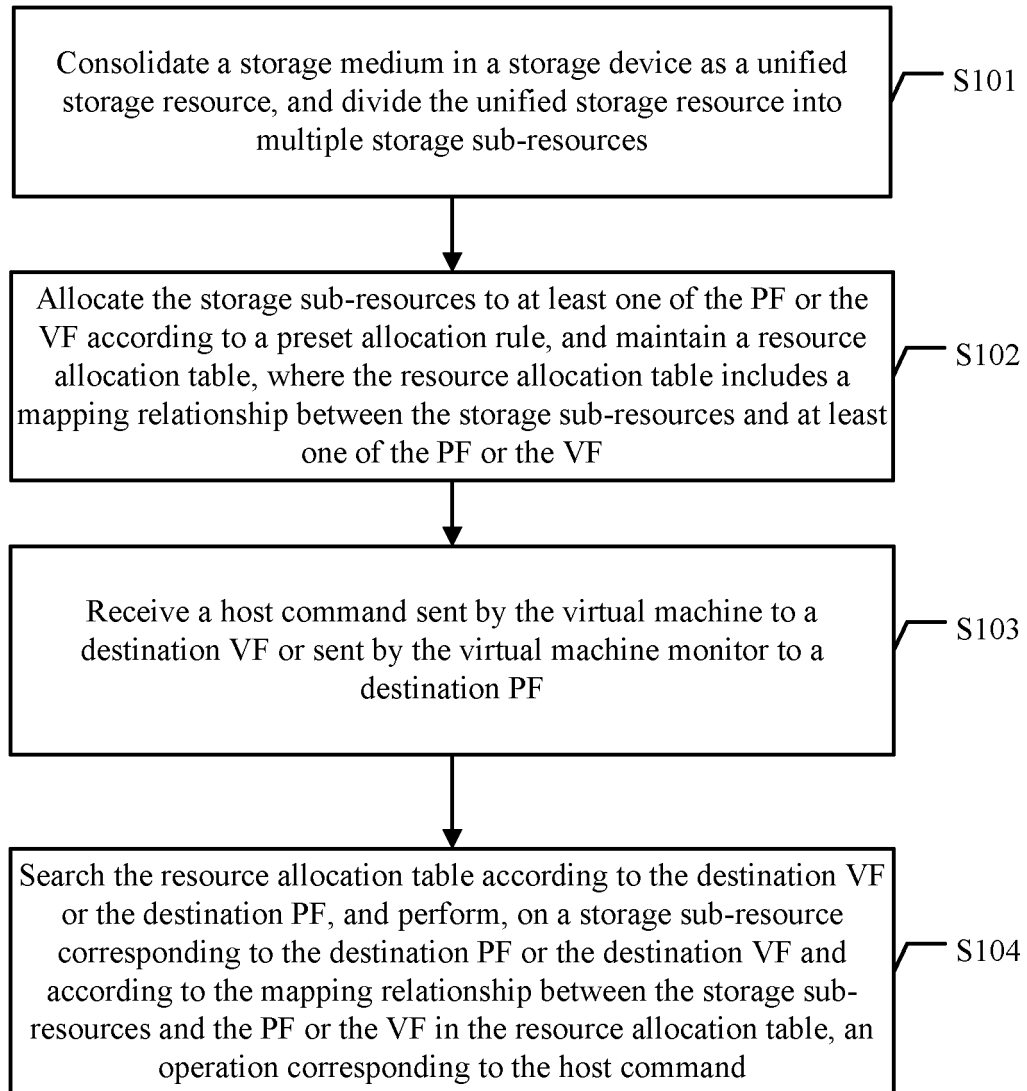 Consolidate a storage medium in a storage device as a unified
storage resource, and divide the unified storage resource into
multiple storage sub-resources
S101
Allocate the storage sub-resources to at least one of the PF or the
VF according to a preset allocation rule, and maintain a resource
allocation table, where the resource allocation table includes a
mapping relationship between the storage sub-resources and at least
one of the PF or the VF
S102
Receive a host command sent by the virtual machine to a
destination VF or sent by the virtual machine monitor to a
destination PF
S103
Search the resource allocation table according to the destination VF
or the destination PF, and perform, on a storage sub-resource
corresponding to the destination PF or the destination VF and
according to the mapping relationship between the storage sub-
resources and the PF or the VF in the resource allocation table, an
operation corresponding to the host command
S104